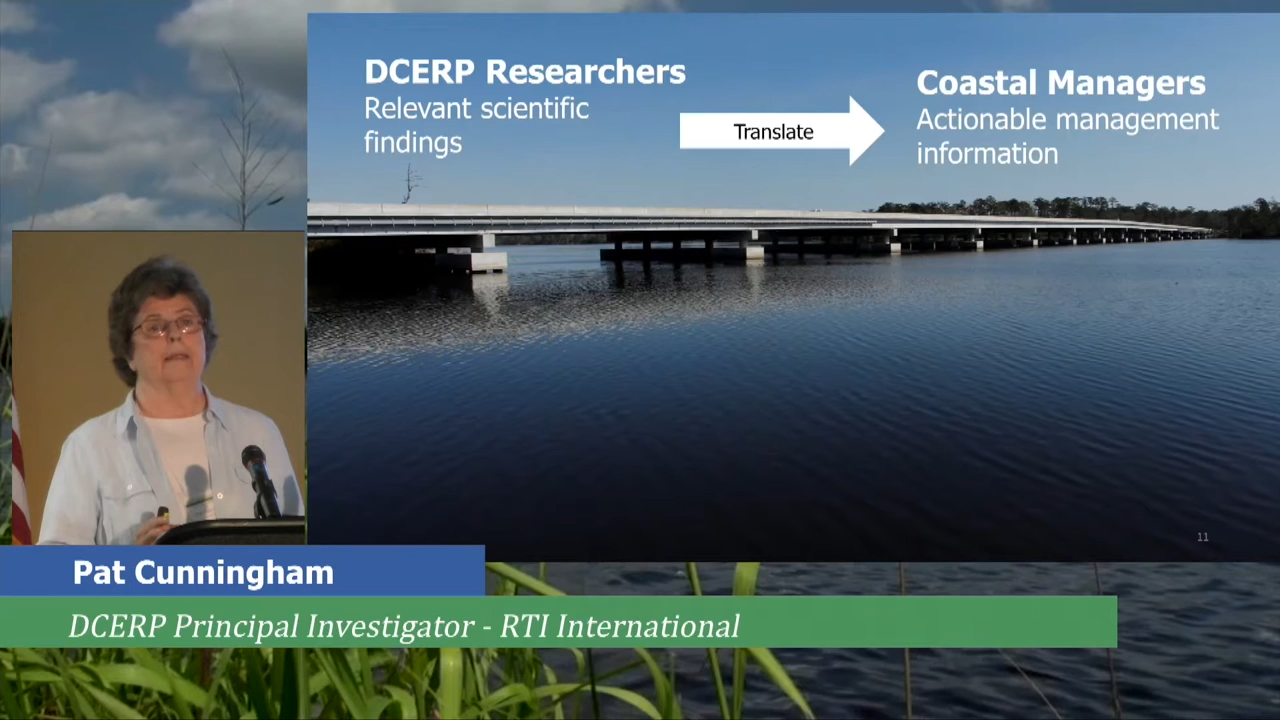 DCERP Researchers
Relevant scientific
findings
Translate
Coastal Managers
Actionable management
information
11
Pat Cunningham
DCERP Principal Investigator - RTI International